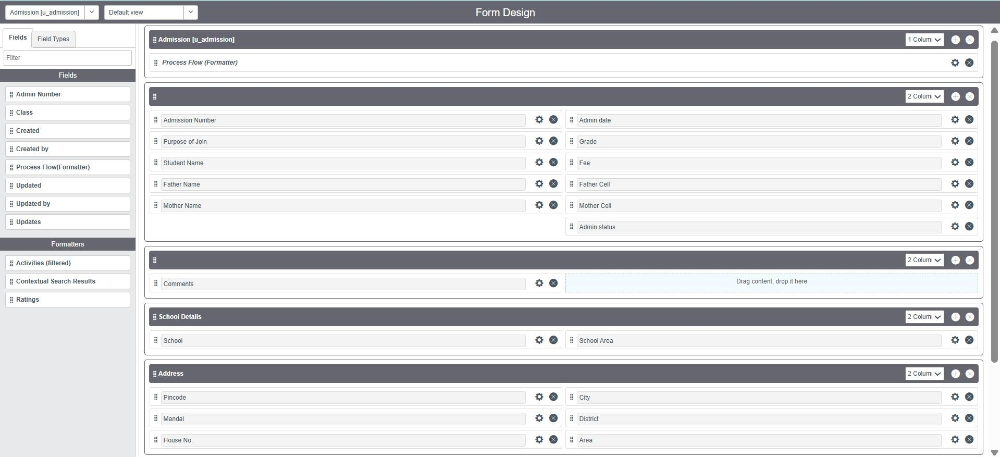 Admission [u_admission]
Default view
Form Design
Fields
Field Types
Filter
Fields
Admin Number
Class
Created
Created by
Process Flow(Formatter)
Updated
Updated by
Updates
Formatters
Activities (filtered)
Contextual Search Results
Ratings
Admission [u_admission]
1 Colum
Process Flow (Formatter)
2 Colum
Admission Number
Admin date
Purpose of Join
Grade
Student Name
Fee
Father Name
Father Cell
Mother Name
Mother Cell
Admin status
2 Colum
Comments
Drag content, drop it here
School Details
2 Colum
School
School Area
Address
2 Colum
Pincode
City
Mandal
District
House No.
Area